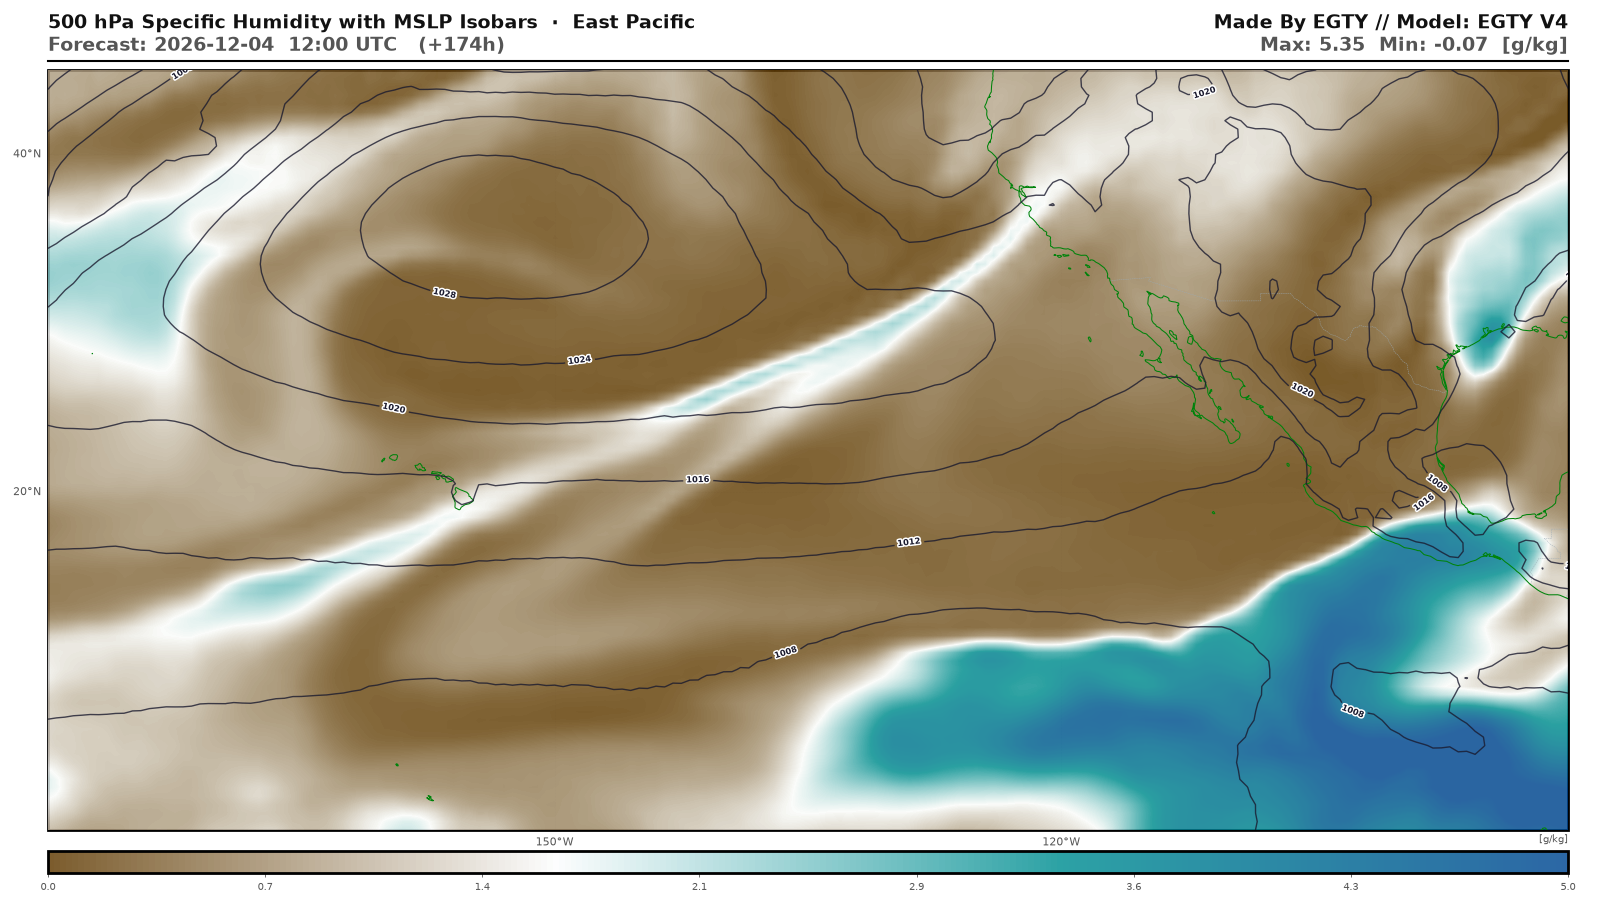 500 hPa Specific Humidity with MSLP Isobars · East Pacific
Made By EGTY // Model: EGTY V4
Forecast: 2026-12-04 12:00 UTC (+174h)
Max: 5.35 Min: -0.07 [g/kg]
1020
40°N
1028
1024
1020
1020
1016
1008
20°N
1016
1012
1008
1008
150°W
120°W
[g/kg]
0.0
0.7
1.4
2.1
2.9
3.6
4.3
5.0